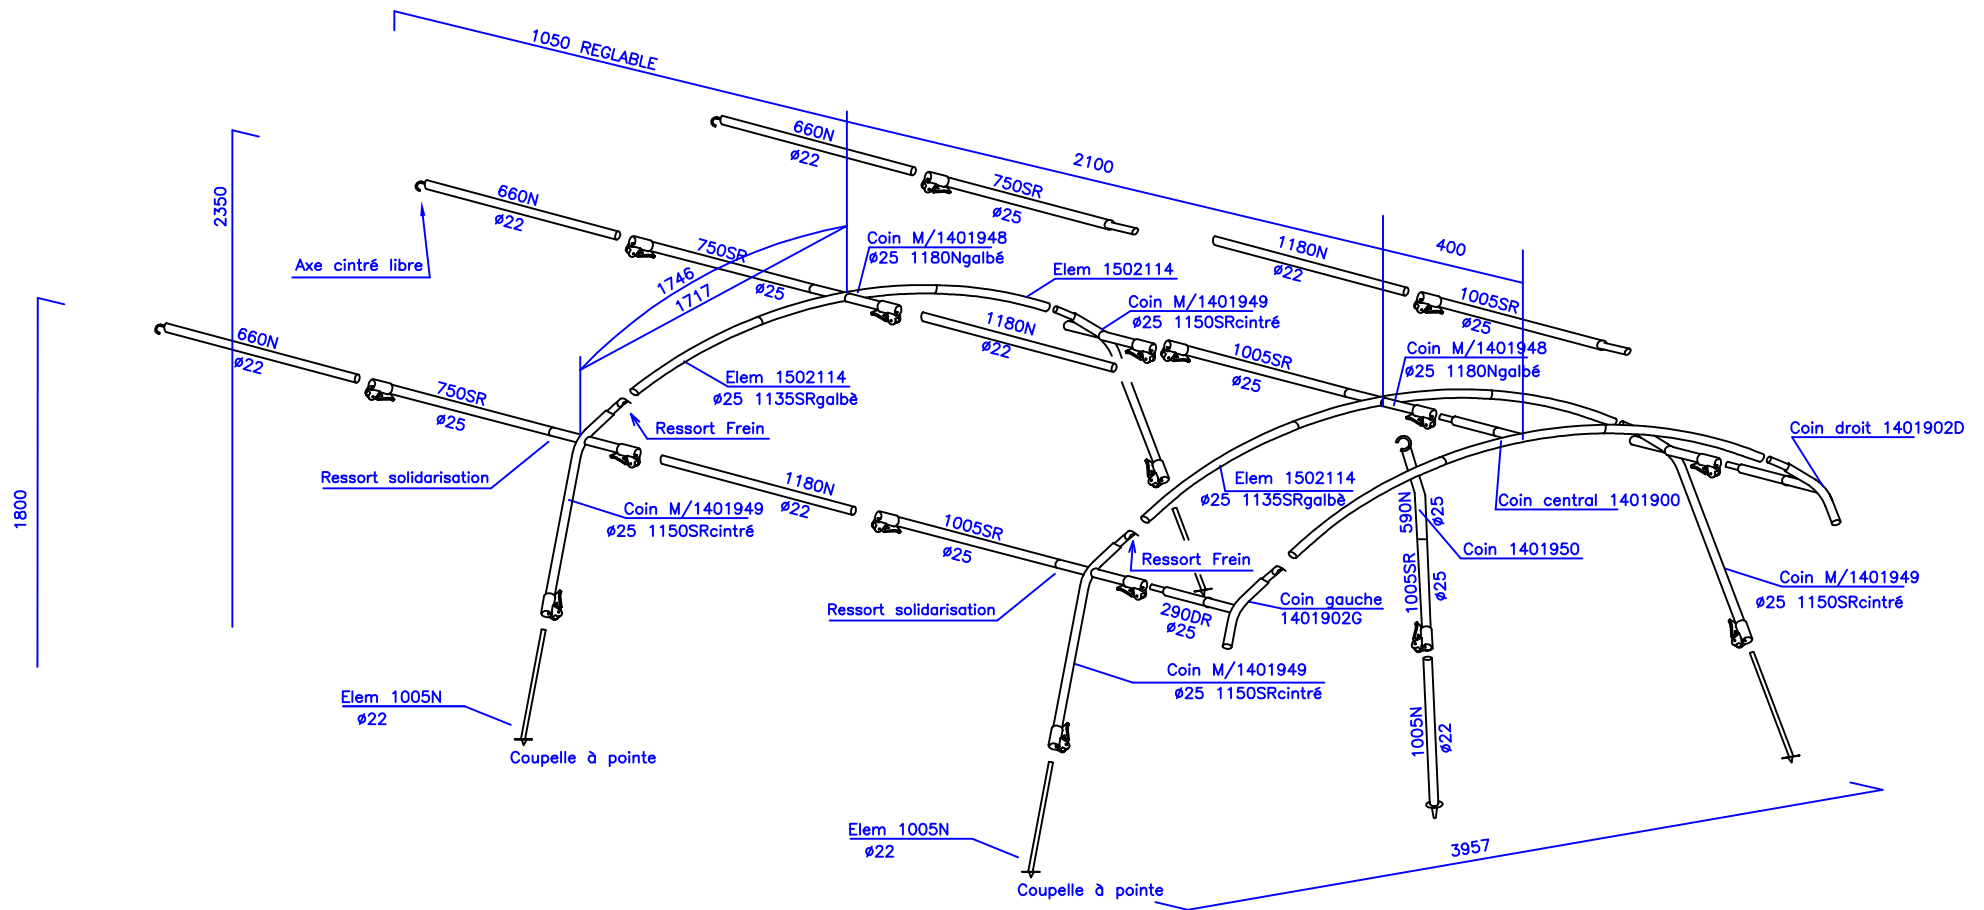 1050 REGLABLE
660N
ø22
2100
750SR
ø25
2350
660N
ø22
Axe cintré libre
750SR
ø25
1746
1717
Coin M/1401948
ø25 1180Ngalbé
Elem 1502114
1180N
ø22
400
1005SR
ø25
Coin M/1401949
ø25 1150SRcintré
1180N
ø22
1005SR
ø25
Coin M/1401948
ø25 1180Ngalbé
660N
ø22
750SR
ø25
Elem 1502114
ø25 1135SRgalbè
Ressort Frein
Coin droit 1401902D
Ressort solidarisation
1180N
ø22
Elem 1502114
ø25 1135SRgalbè
590N
ø25
Coin central 1401900
1800
Coin M/1401949
ø25 1150SRcintré
1005SR
ø25
Ressort Frein
Coin 1401950
1005SR
ø25
Coin M/1401949
ø25 1150SRcintré
Ressort solidarisation
290DR
ø25
Coin gauche
1401902G
Coin M/1401949
ø25 1150SRcintré
Elem 1005N
ø22
Coupelle à pointe
1005N
ø22
Elem 1005N
ø22
3957
Coupelle à pointe